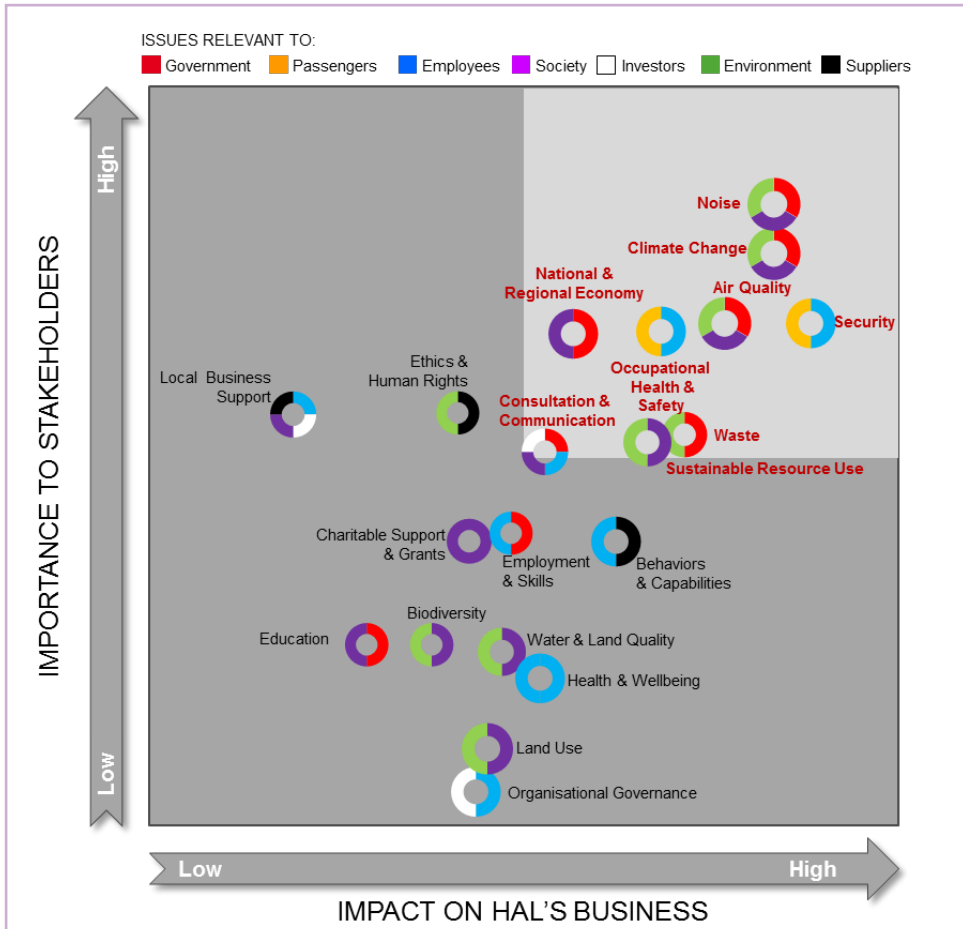 ISSUES RELEVANT TO:
Government Passengers Employees Society Investors Environment Suppliers
High
IMPORTANCE TO STAKEHOLDERS
Low
Noise
Climate Change
National &
Regional Economy
Air Quality
Security
Local Business
Support
Ethics &
Human Rights
Occupational
Health &
Safety
Consultation &
Communication
Waste
Sustainable Resource Use
Charitable Support
& Grants
Employment
& Skills
Behaviors
& Capabilities
Education
Biodiversity
Water & Land Quality
Health & Wellbeing
Land Use
Organisational Governance
Low
High
IMPACT ON HAL'S BUSINESS